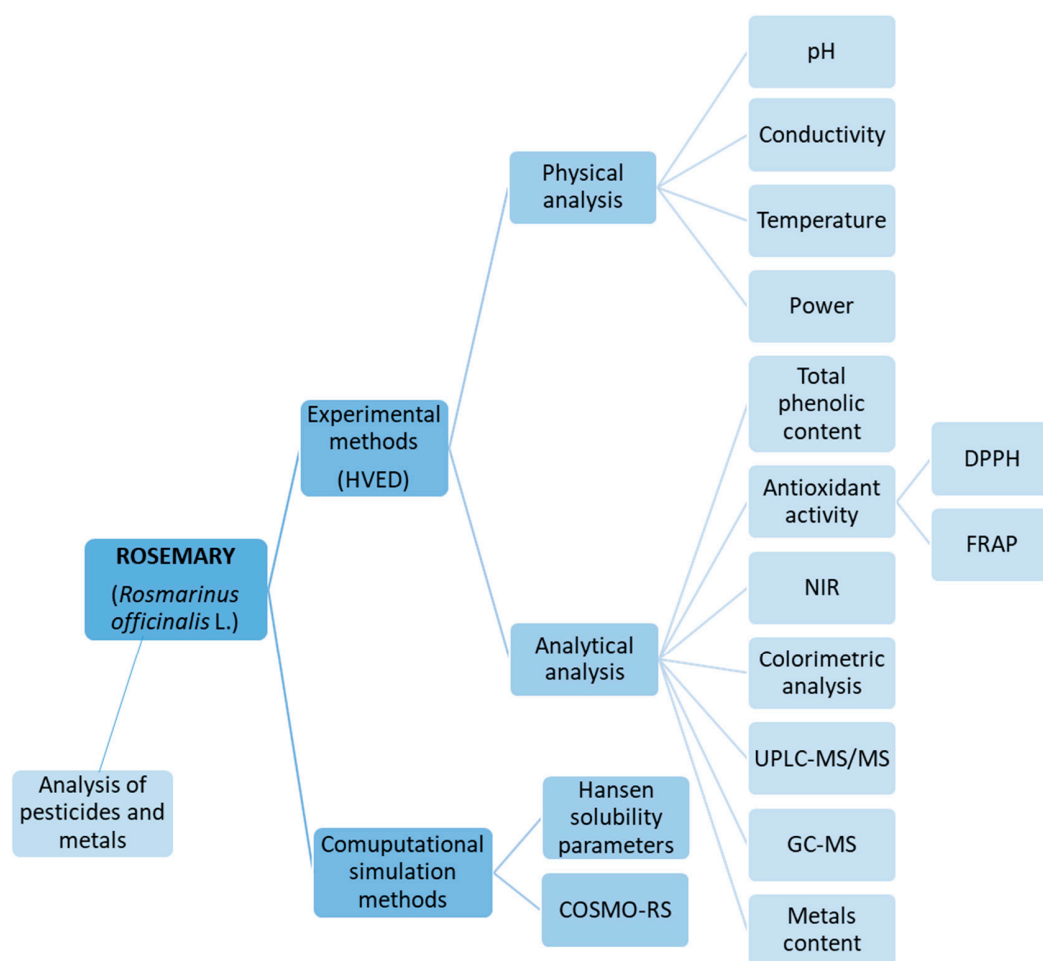 ROSEMARY
(Rosmarinus
officinalis L.)
Analysis of
pesticides and
metals
Experimental
methods
(HVED)
Physical
analysis
pH
Conductivity
Temperature
Power
Analytical
analysis
Total
phenolic
content
Antioxidant
activity
DPPH
FRAP
NIR
Colorimetric
analysis
UPLC-MS/MS
GC-MS
Metals
content
Comuputational
simulation
methods
Hansen
solubility
parameters
COSMO-RS